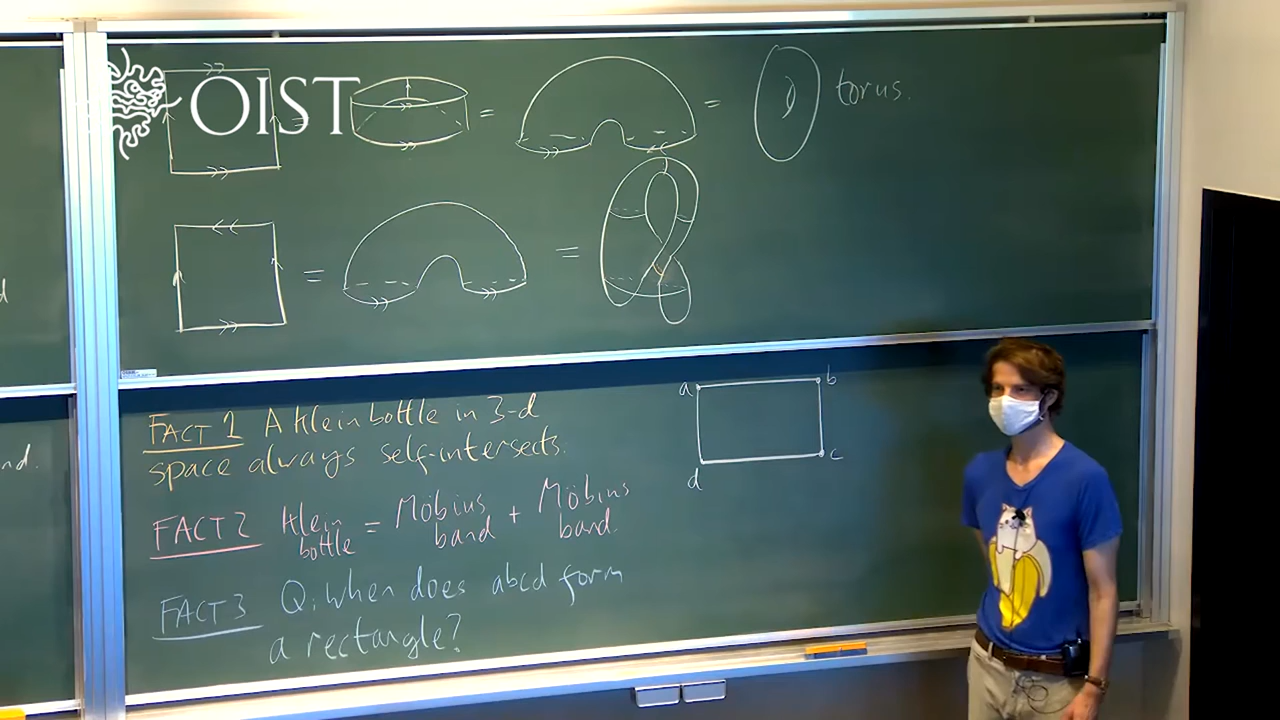 OIST
torus.
d
FACT 1 A Klein bottle in 3-d
space always self-intersects.
nd.
FACT 2 Klein bottle = Möbius band + Möbius band.
FACT 3 Q: when does abcd form
a rectangle?
a b
d c